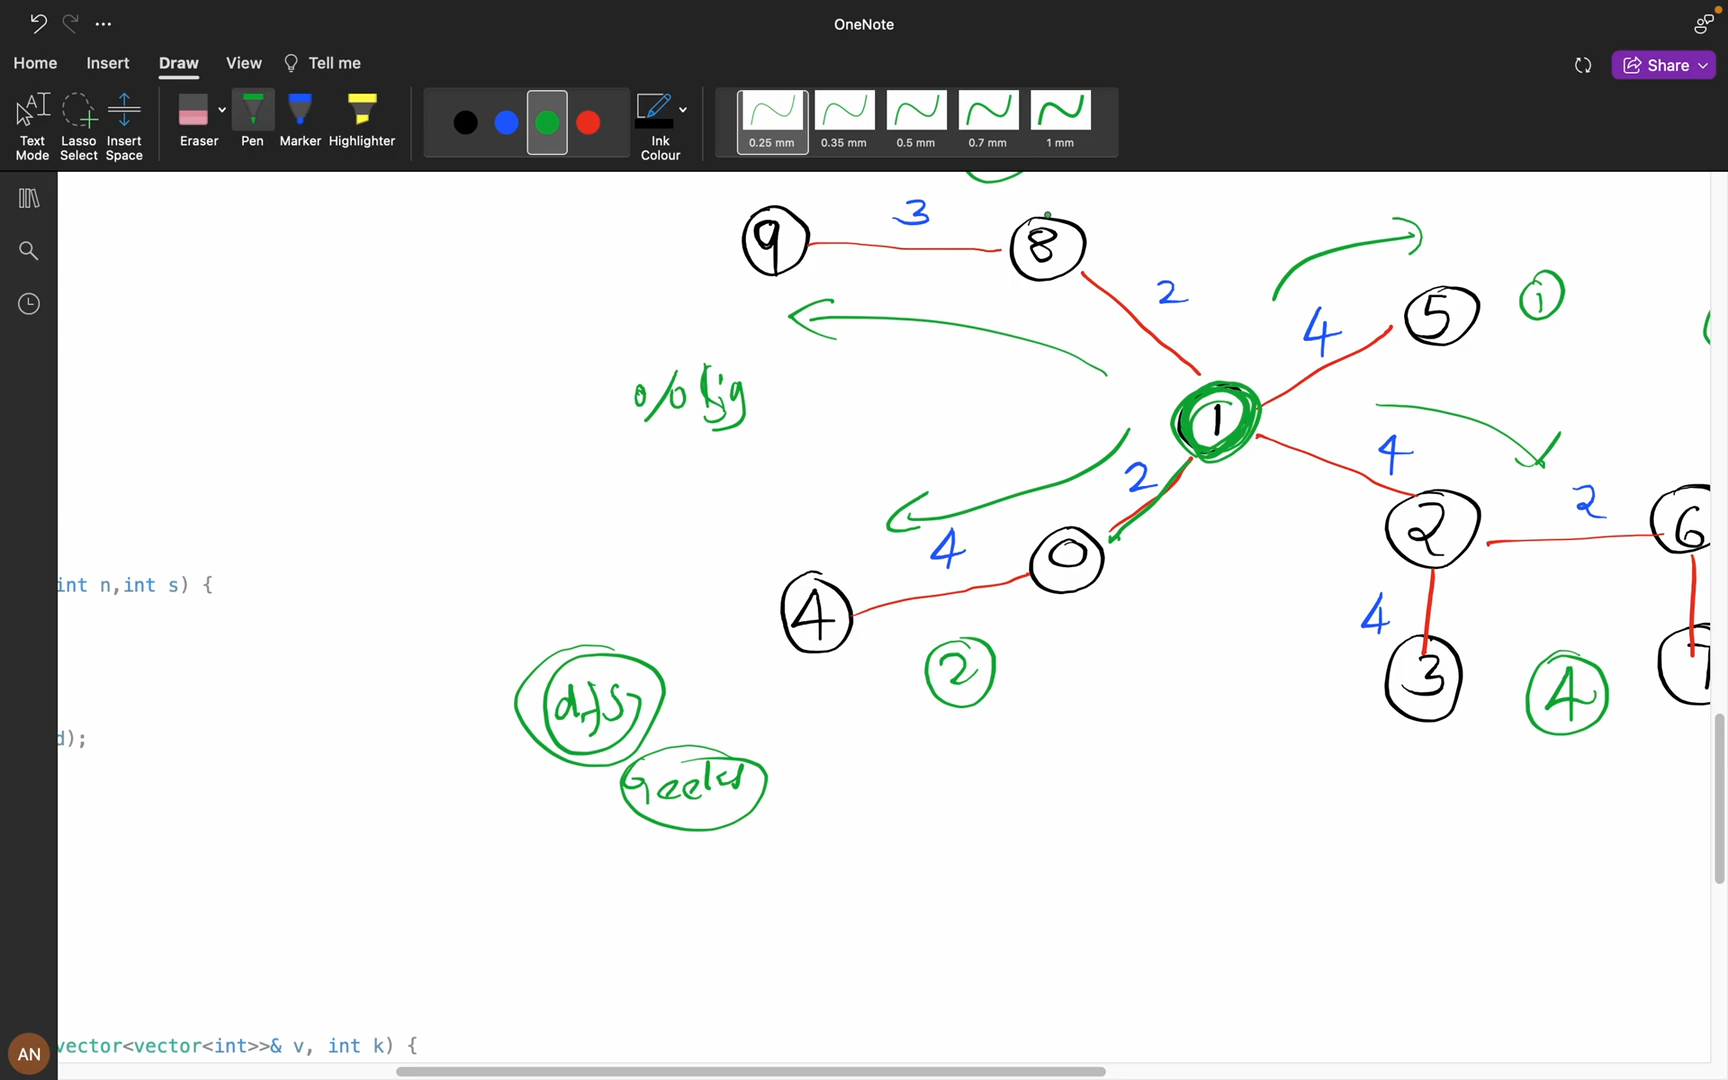 OneNote
Home Insert Draw View Tell me
Share
Text Mode
Lasso Select
Insert Space
Eraser
Pen
Marker
Highlighter
Ink Colour
0.25 mm
0.35 mm
0.5 mm
0.7 mm
1 mm
9 3 8
2
5 1
4
1
4
2
2
2 6
4 0
4
4
2
3 4
int n,int s) {
dfs
d);
Geeks
vector<vector<int>>& v, int k) {
AN